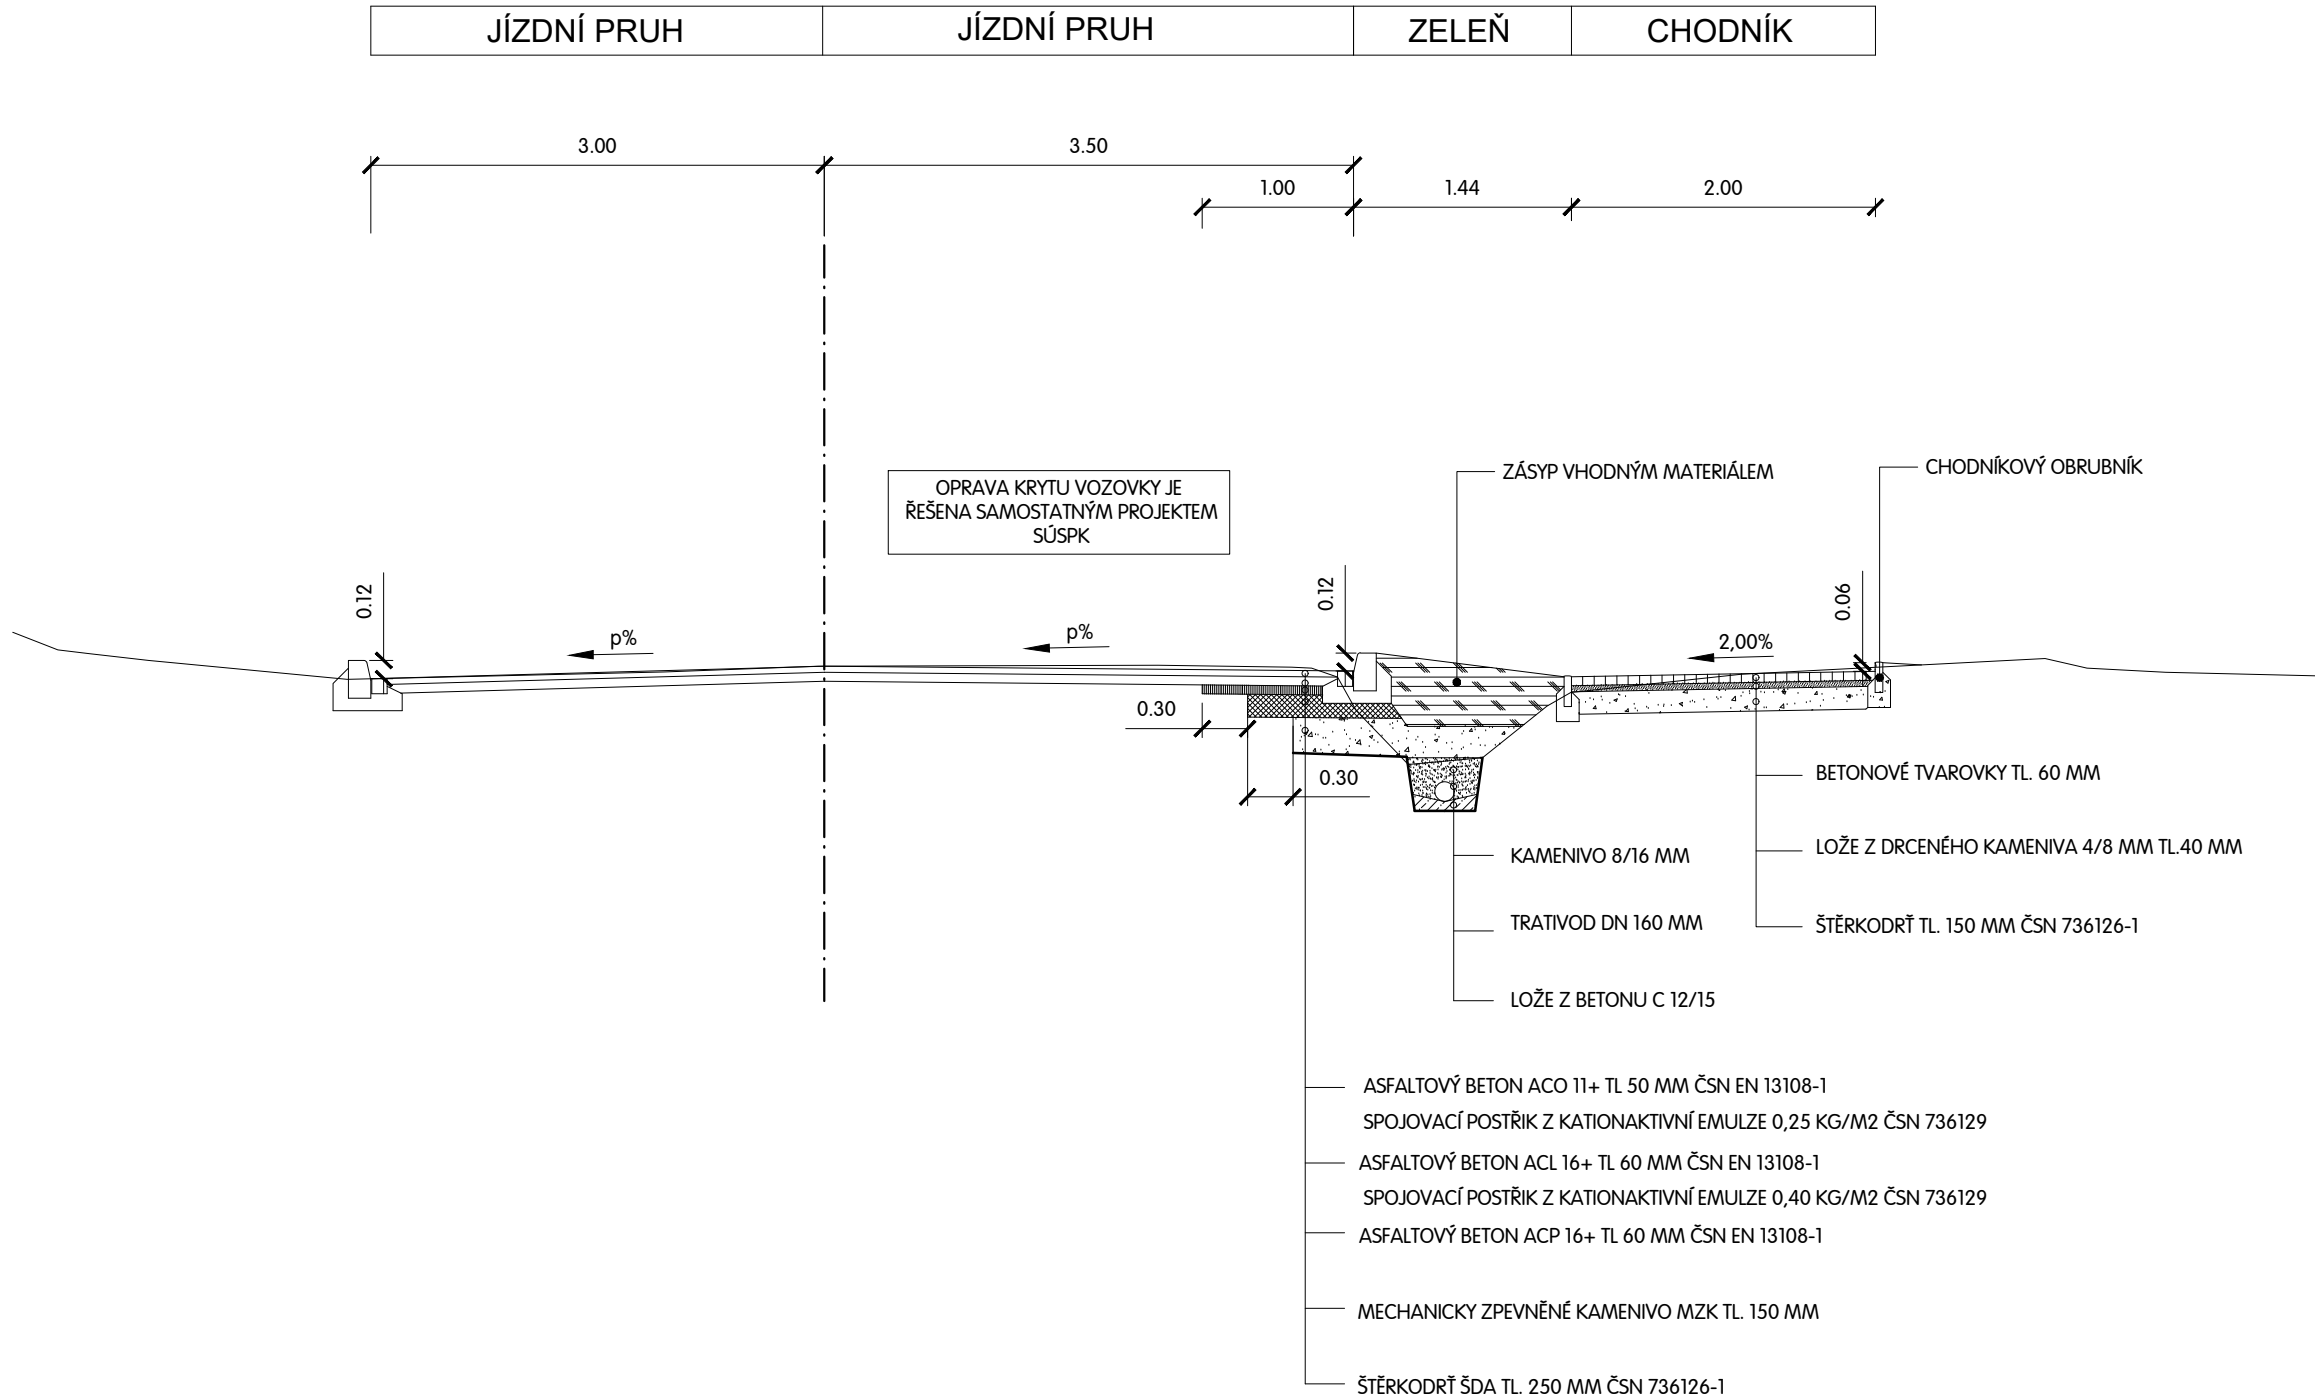 JÍZDNÍ PRUH JÍZDNÍ PRUH ZELEŇ CHODNÍK
3.00 3.50
1.00 1.44 2.00
ZÁSYP VHODNÝM MATERIÁLEM CHODNÍKOVÝ OBRUBNÍK
OPRAVA KRYTU VOZOVKY JE
ŘEŠENA SAMOSTATNÝM PROJEKTEM
SÚSPK
0.12 0.12 0.06
p% p% 2,00%
0.30
0.30
BETONOVÉ TVAROVKY TL. 60 MM
LOŽE Z DRCENÉHO KAMENIVA 4/8 MM TL.40 MM
ŠTĚRKODRŤ TL. 150 MM ČSN 736126-1
KAMENIVO 8/16 MM
TRATIVOD DN 160 MM
LOŽE Z BETONU C 12/15
ASFALTOVÝ BETON ACO 11+ TL 50 MM ČSN EN 13108-1
SPOJOVACÍ POSTŘIK Z KATIONAKTIVNÍ EMULZE 0,25 KG/M2 ČSN 736129
ASFALTOVÝ BETON ACL 16+ TL 60 MM ČSN EN 13108-1
SPOJOVACÍ POSTŘIK Z KATIONAKTIVNÍ EMULZE 0,40 KG/M2 ČSN 736129
ASFALTOVÝ BETON ACP 16+ TL 60 MM ČSN EN 13108-1
MECHANICKY ZPEVNĚNÉ KAMENIVO MZK TL. 150 MM
ŠTĚRKODRŤ ŠDA TL. 250 MM ČSN 736126-1